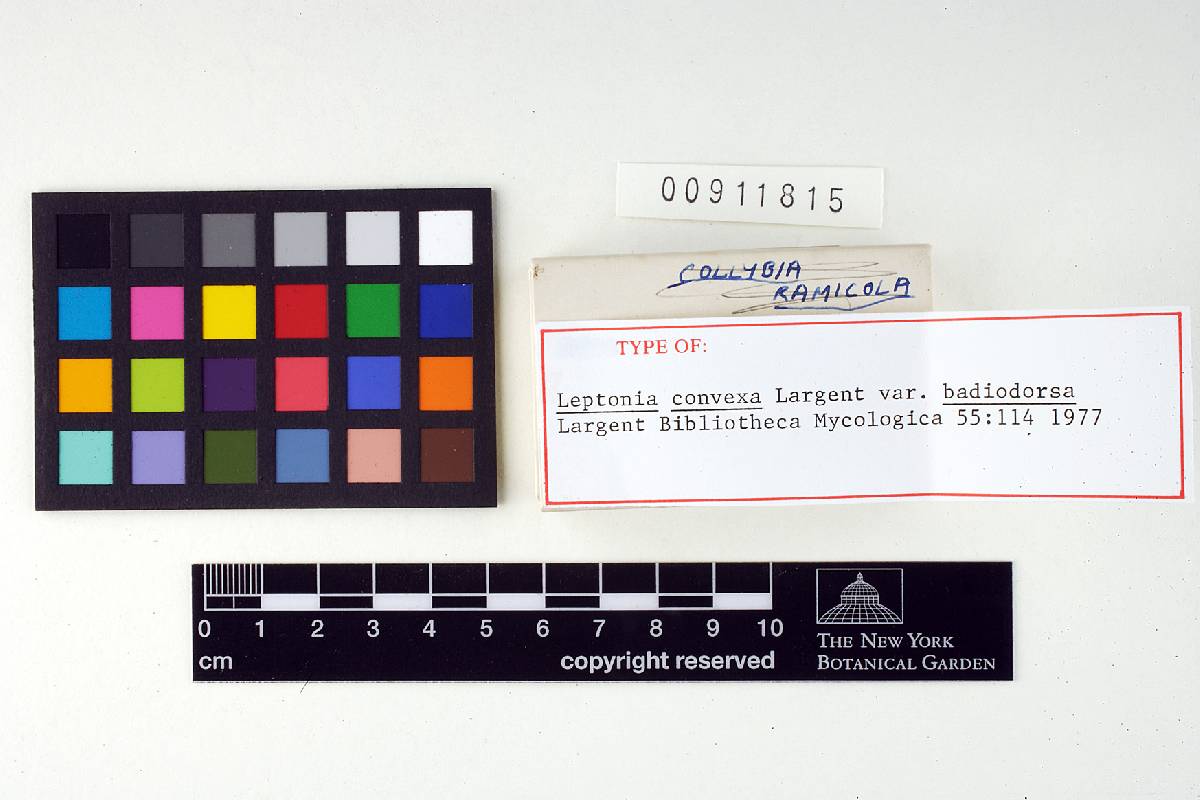 00911815
COLLYBIA
RAMICOLA
TYPE OF:
Leptonia convexa Largent var. badiodorsa
Largent Bibliotheca Mycologica 55:114 1977
0 1 2 3 4 5 6 7 8 9 10
cm
copyright reserved
THE NEW YORK
BOTANICAL GARDEN